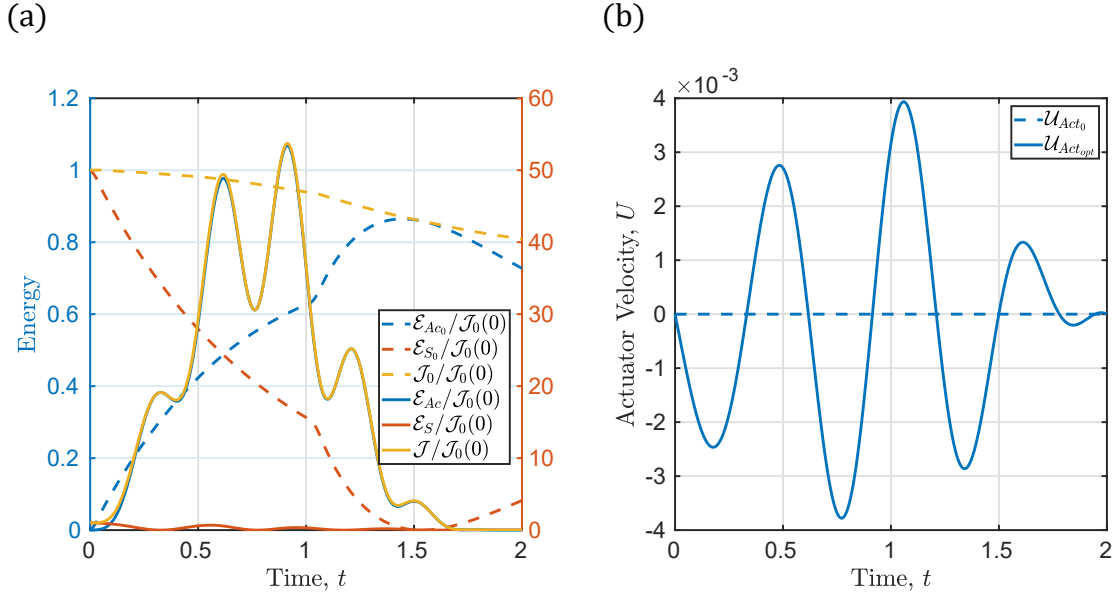 (a)
(b)
Energy
1.2
1
0.8
0.6
0.4
0.2
0
60
50
40
30
20
10
0
0 0.5 1 1.5 2
Time, t
ℰ_{Ac_0}/𝒥_0(0)
ℰ_{S_0}/𝒥_0(0)
𝒥_0/𝒥_0(0)
ℰ_{Ac}/𝒥_0(0)
ℰ_S/𝒥_0(0)
𝒥/𝒥_0(0)
×10⁻³
Actuator Velocity, U
4
3
2
1
0
-1
-2
-3
-4
0 0.5 1 1.5 2
Time, t
𝒰_{Act_0}
𝒰_{Act_{opt}}